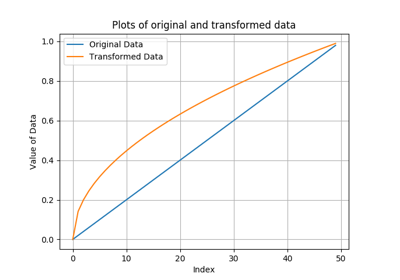 Plots of original and transformed data
Original Data
Transformed Data
1.0
0.8
0.6
0.4
0.2
0.0
Value of Data
0 10 20 30 40 50
Index